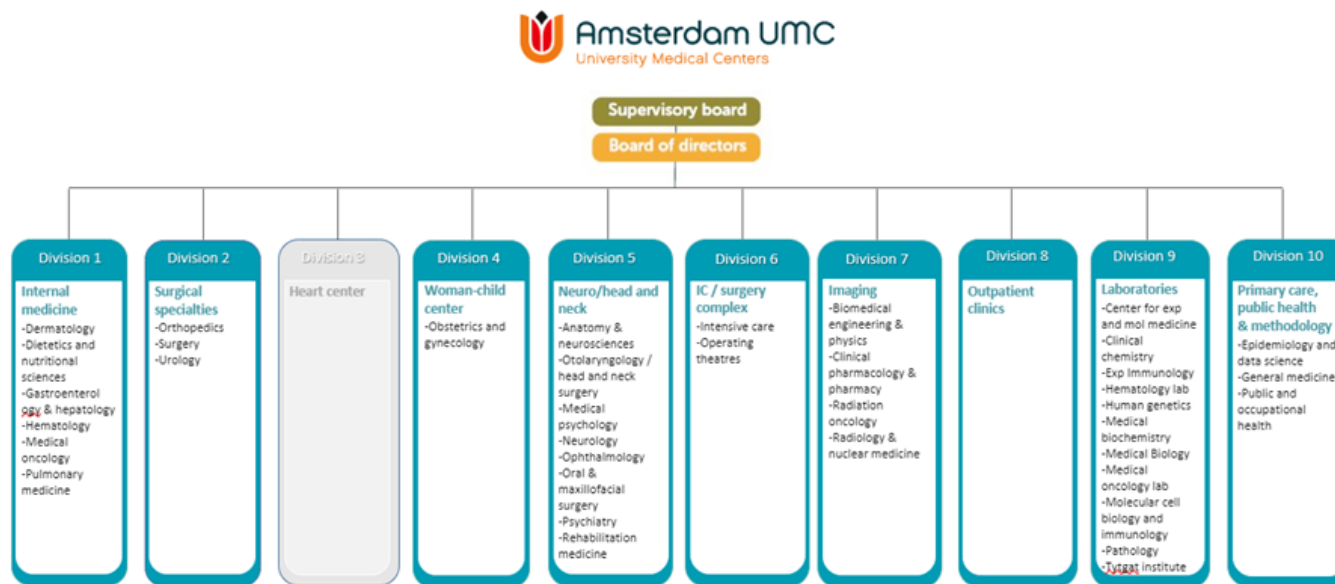 Amsterdam UMC
University Medical Centers
Supervisory board
Board of directors
Division 1
Internal
medicine
-Dermatology
-Dietetics and
nutritional
sciences
-Gastroenterol
ogy & hepatology
-Hematology
-Medical
oncology
-Pulmonary
medicine
Division 2
Surgical
specialties
-Orthopedics
-Surgery
-Urology
Division 3
Heart center
Division 4
Woman-child
center
-Obstetrics and
gynecology
Division 5
Neuro/head and
neck
-Anatomy &
neurosciences
-Otolaryngology /
head and neck
surgery
-Medical
psychology
-Neurology
-Ophthalmology
-Oral &
maxillofacial
surgery
-Psychiatry
-Rehabilitation
medicine
Division 6
IC / surgery
complex
-Intensive care
-Operating
theatres
Division 7
Imaging
-Biomedical
engineering &
physics
-Clinical
pharmacology &
pharmacy
-Radiation
oncology
-Radiology &
nuclear medicine
Division 8
Outpatient
clinics
Division 9
Laboratories
-Center for exp
and mol medicine
-Clinical
chemistry
-Exp Immunology
-Hematology lab
-Human genetics
-Medical
biochemistry
-Medical Biology
-Medical
oncology lab
-Molecular cell
biology and
immunology
-Pathology
-Tytgat institute
Division 10
Primary care,
public health
& methodology
-Epidemiology and
data science
-General medicine
-Public and
occupational
health